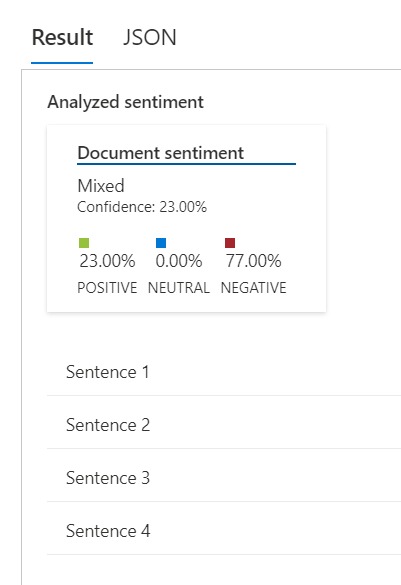 Result JSON
Analyzed sentiment
Document sentiment
Mixed
Confidence: 23.00%
23.00% 0.00% 77.00%
POSITIVE NEUTRAL NEGATIVE
Sentence 1
Sentence 2
Sentence 3
Sentence 4